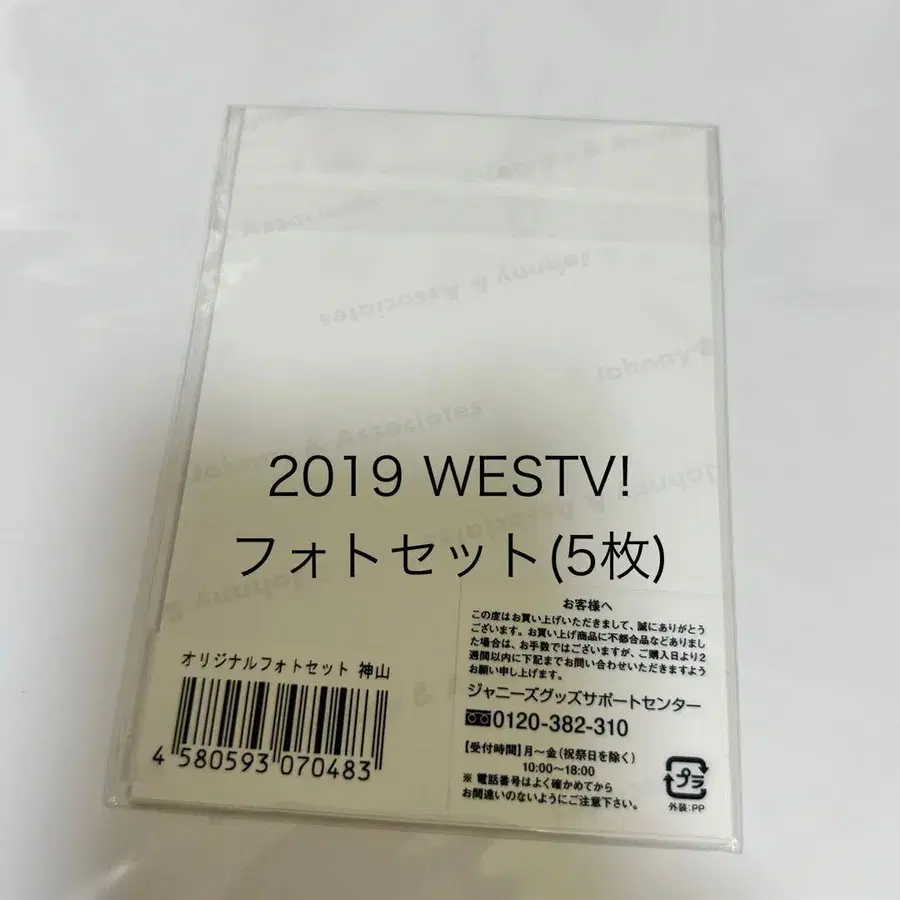 & Associates
Johnny & Associates
Johnny &
Johnny & Associates
2019 WESTV!
フォトセット(5枚)
オリジナルフォトセット 神山
4 580593 070483
お客様へ
この度はお買い上げいただきまして、誠にありがとう
ございます。お買い上げ商品に不都合品などありまし
た場合は、お手数ではございますが、ご購入日より2
週間以内に下記までお問い合わせいただきますよう
お願い申し上げます。
ジャニーズグッズサポートセンター
0120-382-310
【受付時間】月〜金(祝祭日を除く)
10:00〜18:00
※ 電話番号はよく確かめてから
お間違いのないようにご注意下さい。
プラ
外装:PP